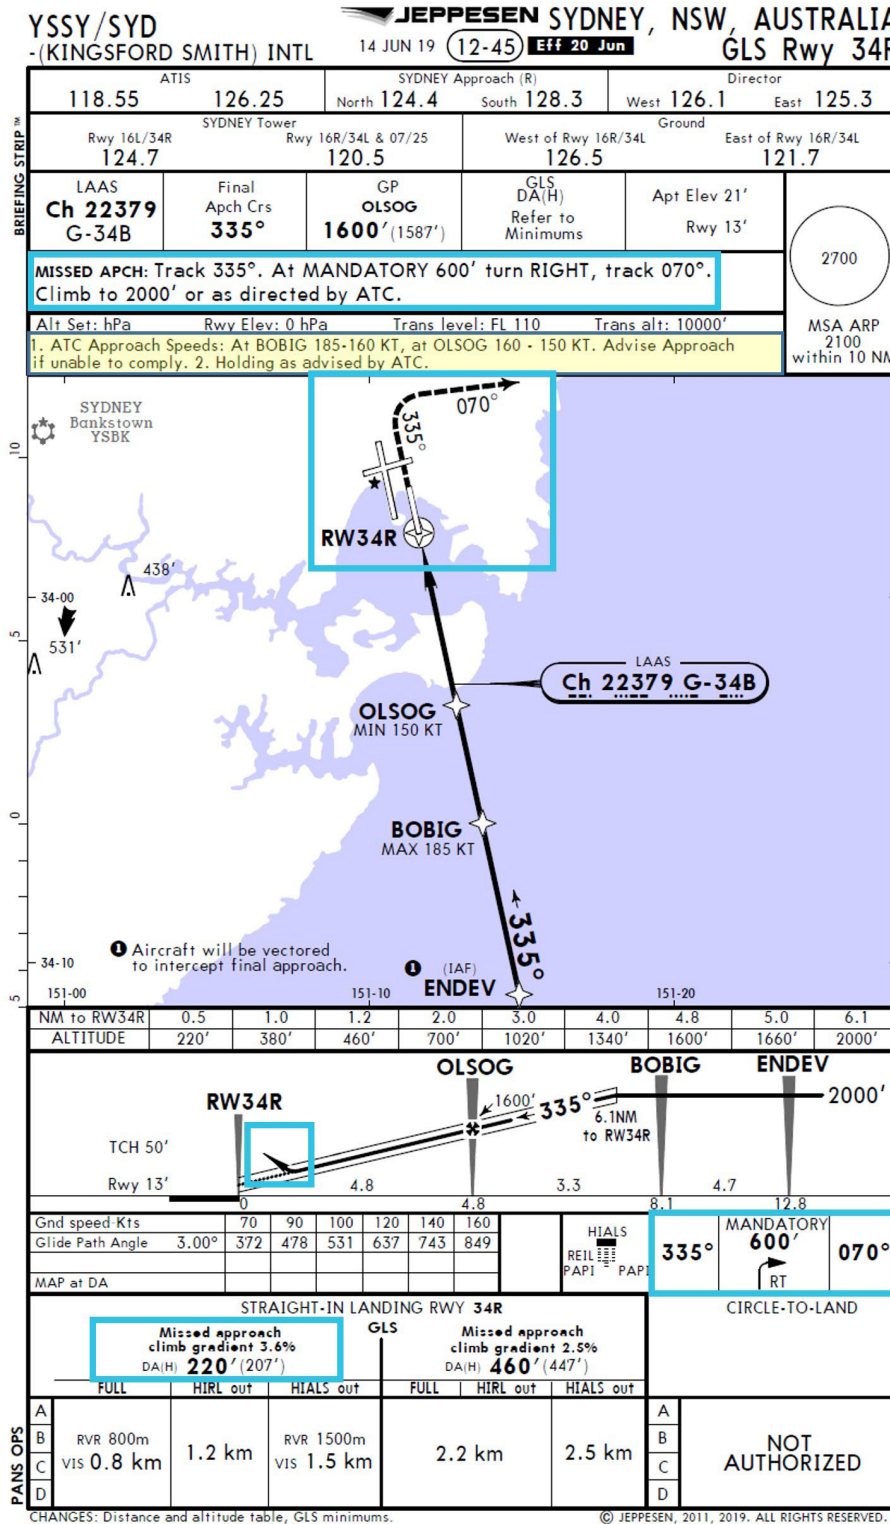 YSSY/SYD
-(KINGSFORD SMITH) INTL
JEPPESEN
14 JUN 19 12-45 Eff 20 Jun
SYDNEY, NSW, AUSTRALIA
GLS Rwy 34R
BRIEFING STRIP™
ATIS
118.55 126.25
SYDNEY Approach (R)
North 124.4 South 128.3
Director
West 126.1 East 125.3
SYDNEY Tower
Rwy 16L/34R Rwy 16R/34L & 07/25
124.7 120.5
Ground
West of Rwy 16R/34L East of Rwy 16R/34L
126.5 121.7
LAAS
Ch 22379
G-34B
Final
Apch Crs
335°
GP
OLSOG
1600'(1587')
GLS
DA(H)
Refer to
Minimums
Apt Elev 21'
Rwy 13'
2700
MSA ARP
2100
within 10 NM
MISSED APCH: Track 335°. At MANDATORY 600' turn RIGHT, track 070°.
Climb to 2000' or as directed by ATC.
Alt Set: hPa Rwy Elev: 0 hPa Trans level: FL 110 Trans alt: 10000'
1. ATC Approach Speeds: At BOBIG 185-160 KT, at OLSOG 160 - 150 KT. Advise Approach
if unable to comply. 2. Holding as advised by ATC.
SYDNEY
Bankstown
YSBK
070°
335°
10
RW34R
438'
34-00
5
531'
LAAS
Ch 22379 G-34B
OLSOG
MIN 150 KT
0
BOBIG
MAX 185 KT
335°
1 Aircraft will be vectored
to intercept final approach.
34-10
1 (IAF)
ENDEV
5
151-00 151-10 151-20
NM to RW34R 0.5 1.0 1.2 2.0 3.0 4.0 4.8 5.0 6.1
ALTITUDE 220' 380' 460' 700' 1020' 1340' 1600' 1660' 2000'
OLSOG BOBIG ENDEV
RW34R
1600' 335° 2000'
6.1NM
to RW34R
TCH 50'
Rwy 13'
4.8 3.3 4.7
0 4.8 8.1 12.8
Gnd speed-Kts 70 90 100 120 140 160
Glide Path Angle 3.00° 372 478 531 637 743 849
MAP at DA
HIALS
REIL
PAPI PAPI
335°
MANDATORY
600'
RT
070°
STRAIGHT-IN LANDING RWY 34R
GLS
CIRCLE-TO-LAND
Missed approach
climb gradient 3.6%
DA(H) 220'(207')
Missed approach
climb gradient 2.5%
DA(H) 460'(447')
FULL HIRL out HIALS out FULL HIRL out HIALS out
PANS OPS
A
B
C
D
RVR 800m
VIS 0.8 km
1.2 km
RVR 1500m
VIS 1.5 km
2.2 km
2.5 km
A
B
C
D
NOT
AUTHORIZED
CHANGES: Distance and altitude table, GLS minimums.
© JEPPESEN, 2011, 2019. ALL RIGHTS RESERVED.